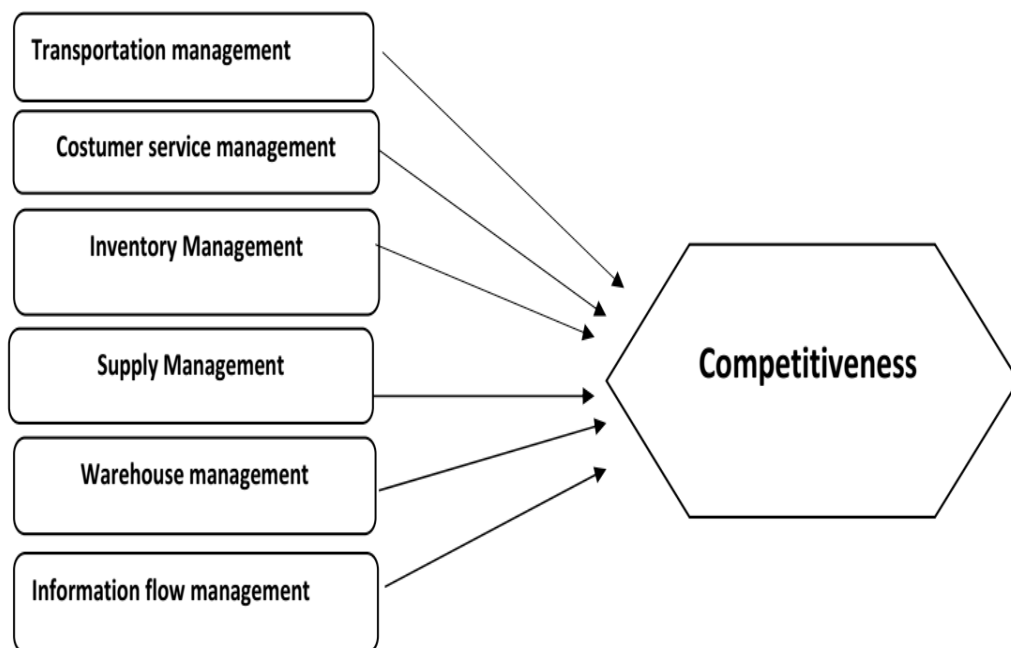 Transportation management
Costumer service management
Inventory Management
Supply Management
Warehouse management
Information flow management
Competitiveness